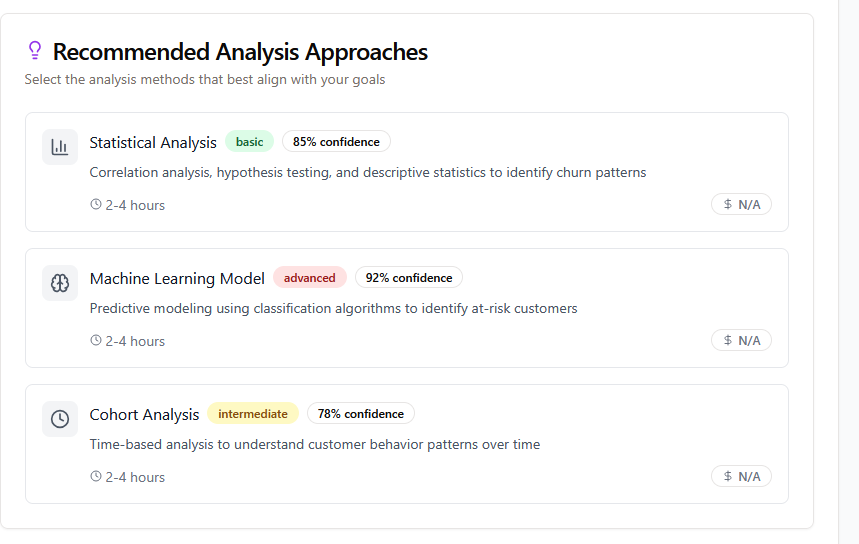 Recommended Analysis Approaches
Select the analysis methods that best align with your goals
Statistical Analysis basic 85% confidence
Correlation analysis, hypothesis testing, and descriptive statistics to identify churn patterns
2-4 hours $ N/A
Machine Learning Model advanced 92% confidence
Predictive modeling using classification algorithms to identify at-risk customers
2-4 hours $ N/A
Cohort Analysis intermediate 78% confidence
Time-based analysis to understand customer behavior patterns over time
2-4 hours $ N/A